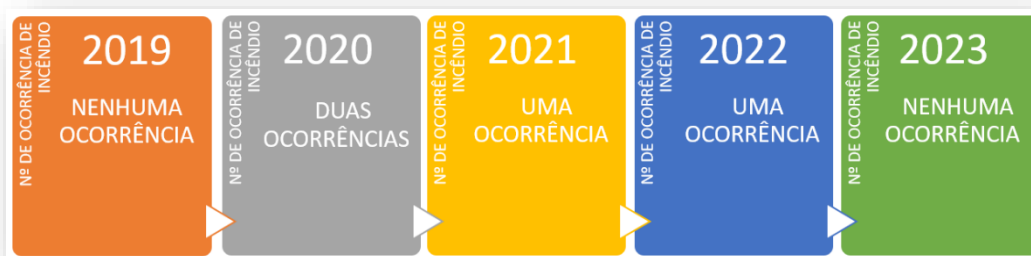 Nº DE OCORRÊNCIA DE
INCÊNDIO
2019
NENHUMA
OCORRÊNCIA
Nº DE OCORRÊNCIA DE
INCÊNDIO
2020
DUAS
OCORRÊNCIAS
Nº DE OCORRÊNCIA DE
INCÊNDIO
2021
UMA
OCORRÊNCIA
Nº DE OCORRÊNCIA DE
INCÊNDIO
2022
UMA
OCORRÊNCIA
Nº DE OCORRÊNCIA DE
INCÊNDIO
2023
NENHUMA
OCORRÊNCIA